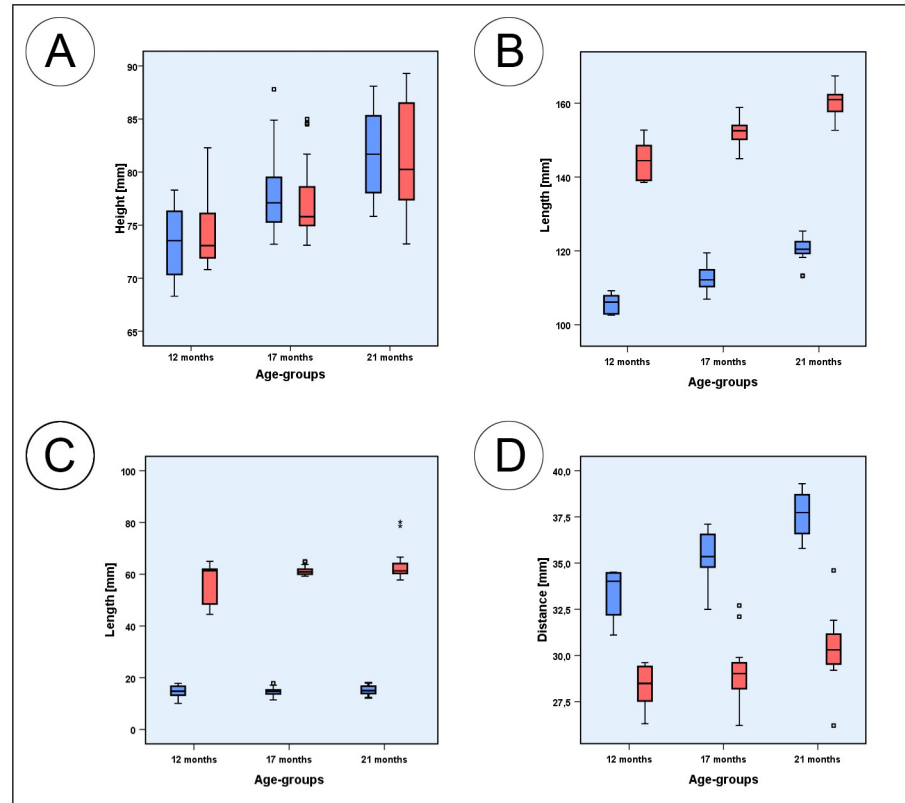 A
Height [mm]
90
85
80
75
70
65
12 months 17 months 21 months
Age-groups
B
Length [mm]
160
140
120
100
12 months 17 months 21 months
Age-groups
C
Length [mm]
100
80
60
40
20
0
12 months 17 months 21 months
Age-groups
D
Distance [mm]
40,0
37,5
35,0
32,5
30,0
27,5
12 months 17 months 21 months
Age-groups